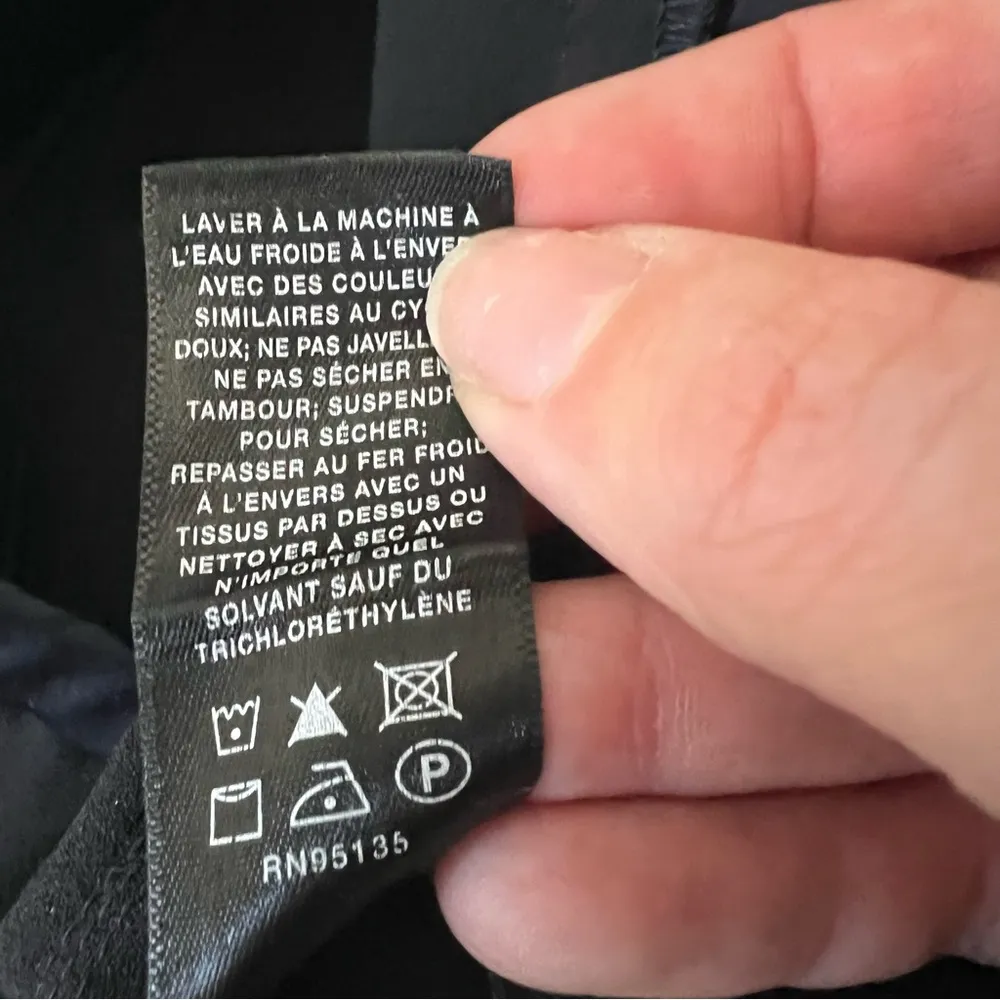 LAVER À LA MACHINE À
L'EAU FROIDE À L'ENVE
AVEC DES COULEU
SIMILAIRES AU CY
DOUX; NE PAS JAVELL
NE PAS SÉCHER EN
TAMBOUR; SUSPENDR
POUR SÉCHER;
REPASSER AU FER FROID
À L'ENVERS AVEC UN
TISSUS PAR DESSUS OU
NETTOYER À SEC AVEC
N'IMPORTE QUEL
SOLVANT SAUF DU
TRICHLORÉTHYLÈNE
P
RN95135